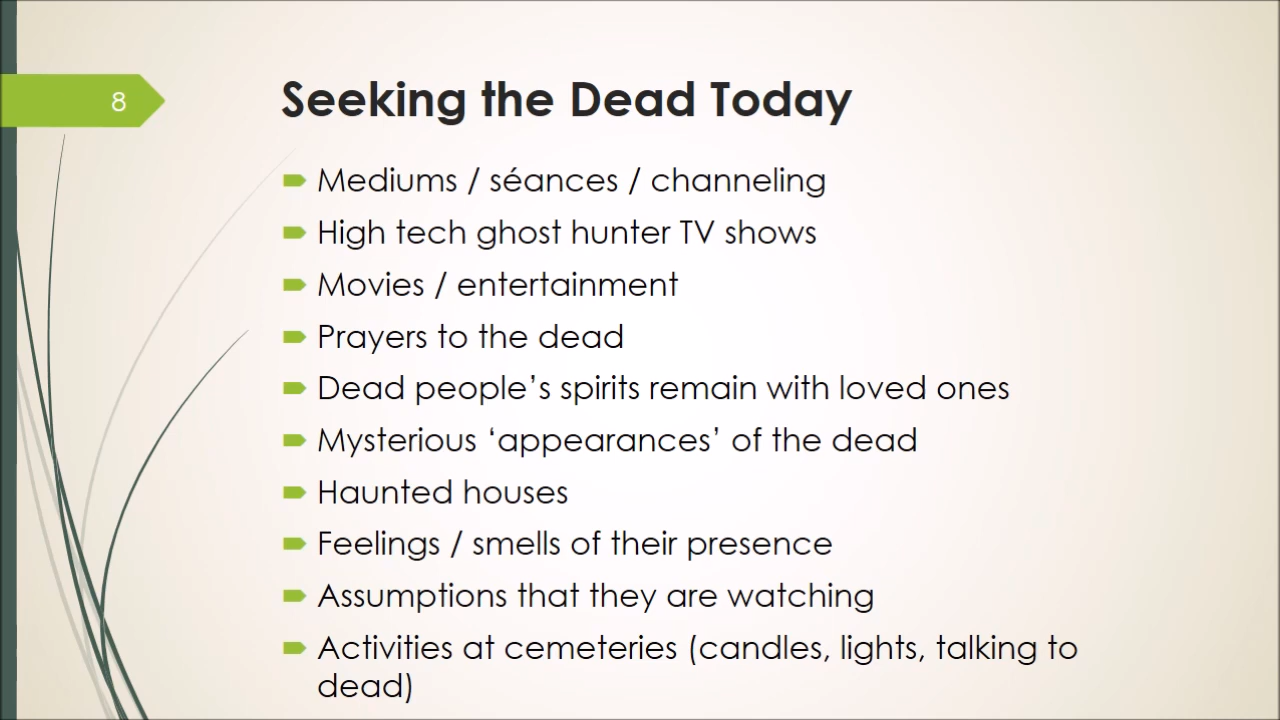 8
Seeking the Dead Today
Mediums / séances / channeling
High tech ghost hunter TV shows
Movies / entertainment
Prayers to the dead
Dead people’s spirits remain with loved ones
Mysterious ‘appearances’ of the dead
Haunted houses
Feelings / smells of their presence
Assumptions that they are watching
Activities at cemeteries (candles, lights, talking to
dead)